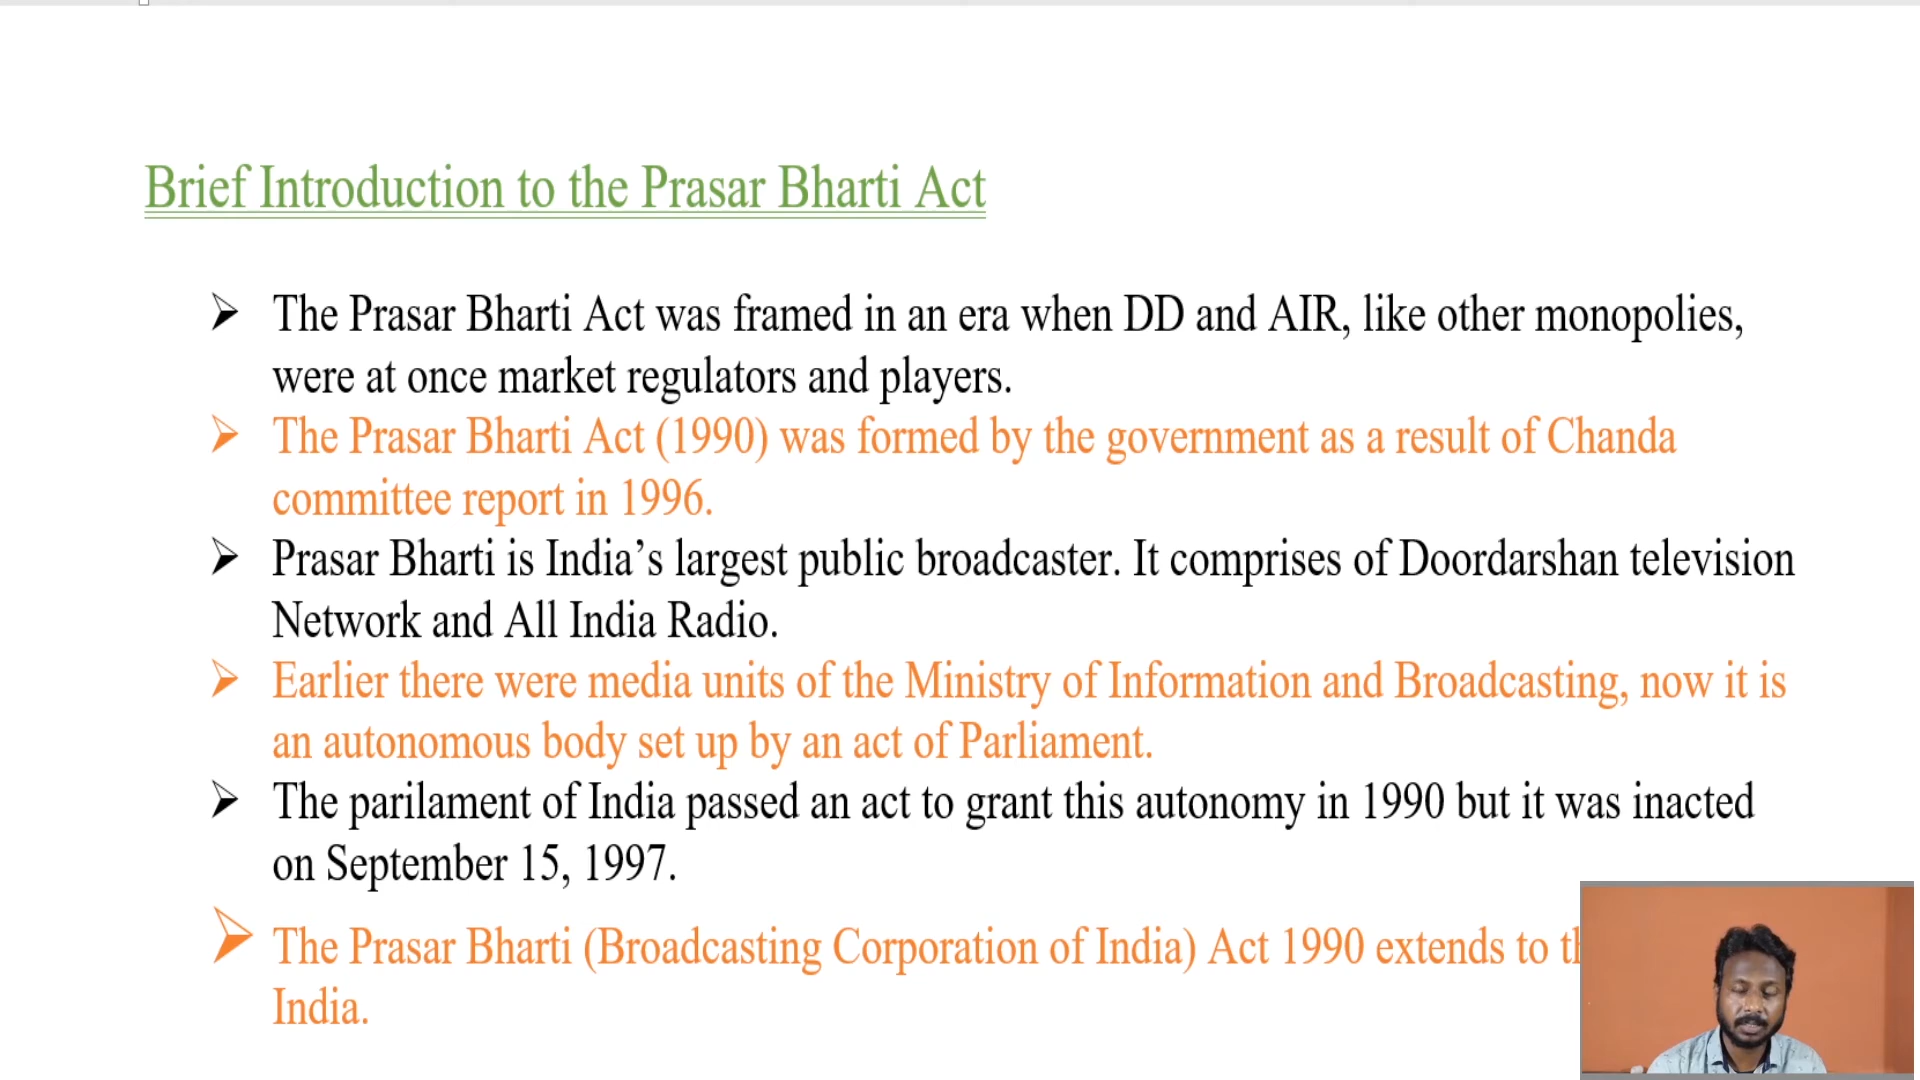 Brief Introduction to the Prasar Bharti Act
The Prasar Bharti Act was framed in an era when DD and AIR, like other monopolies,
were at once market regulators and players.
The Prasar Bharti Act (1990) was formed by the government as a result of Chanda
committee report in 1996.
Prasar Bharti is India’s largest public broadcaster. It comprises of Doordarshan television
Network and All India Radio.
Earlier there were media units of the Ministry of Information and Broadcasting, now it is
an autonomous body set up by an act of Parliament.
The parilament of India passed an act to grant this autonomy in 1990 but it was inacted
on September 15, 1997.
The Prasar Bharti (Broadcasting Corporation of India) Act 1990 extends to
India.